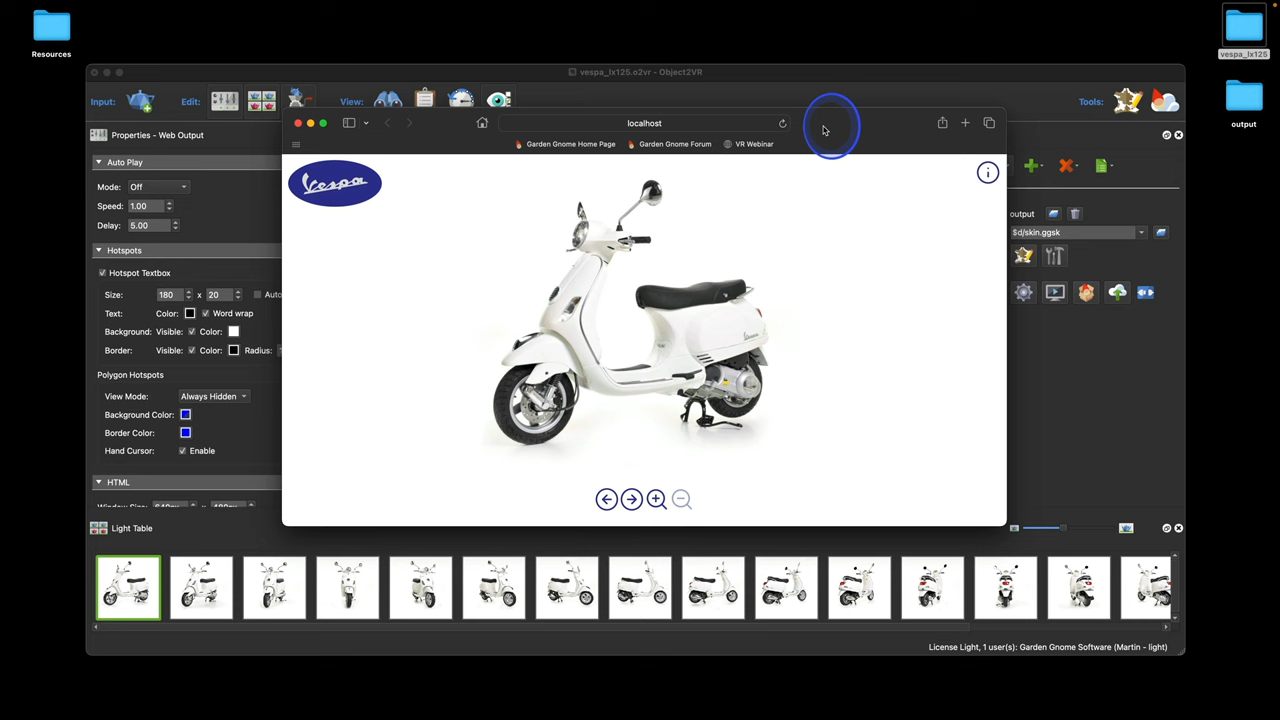 Resources
vespa_lx125
output
vespa_lx125.o2vr - Object2VR
Input:
Edit:
View:
Tools:
Properties - Web Output
Auto Play
Mode: Off
Speed: 1.00
Delay: 5.00
Hotspots
Hotspot Textbox
Size: 180 x 20 Auto
Text: Color: Word wrap
Background: Visible: Color:
Border: Visible: Color: Radius:
Polygon Hotspots
View Mode: Always Hidden
Background Color:
Border Color:
Hand Cursor: Enable
HTML
localhost
Garden Gnome Home Page Garden Gnome Forum VR Webinar
Vespa
output
$d/skin.ggsk
Light Table
License Light, 1 user(s): Garden Gnome Software (Martin - light)